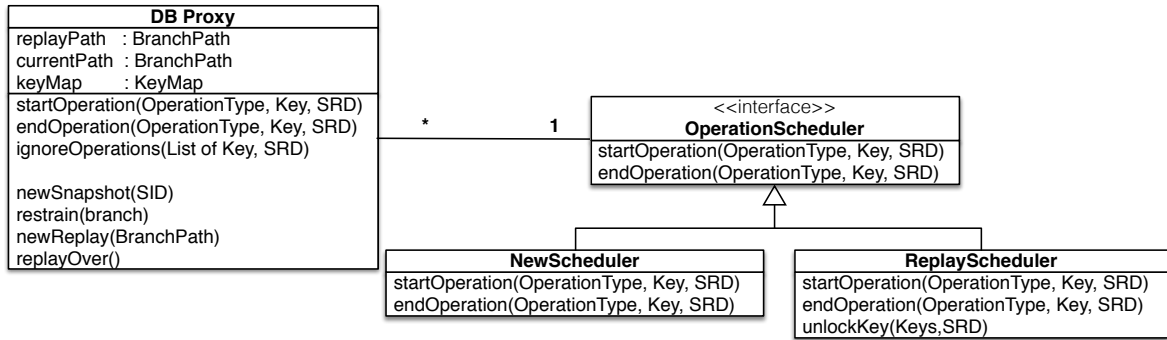 DB Proxy
replayPath : BranchPath
currentPath : BranchPath
keyMap : KeyMap
startOperation(OperationType, Key, SRD)
endOperation(OperationType, Key, SRD)
ignoreOperations(List of Key, SRD)
newSnapshot(SID)
restrain(branch)
newReplay(BranchPath)
replayOver()
* 1
<<interface>>
OperationScheduler
startOperation(OperationType, Key, SRD)
endOperation(OperationType, Key, SRD)
NewScheduler
startOperation(OperationType, Key, SRD)
endOperation(OperationType, Key, SRD)
ReplayScheduler
startOperation(OperationType, Key, SRD)
endOperation(OperationType, Key, SRD)
unlockKey(Keys,SRD)